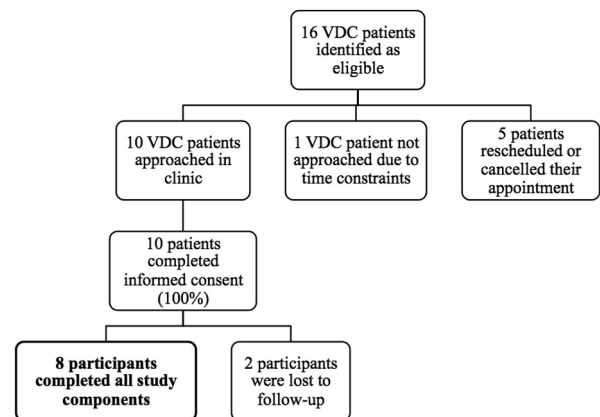 16 VDC patients
identified as
eligible
10 VDC patients
approached in
clinic
1 VDC patient not
approached due to
time constraints
5 patients
rescheduled or
cancelled their
appointment
10 patients
completed
informed consent
(100%)
8 participants
completed all study
components
2 participants
were lost to
follow-up